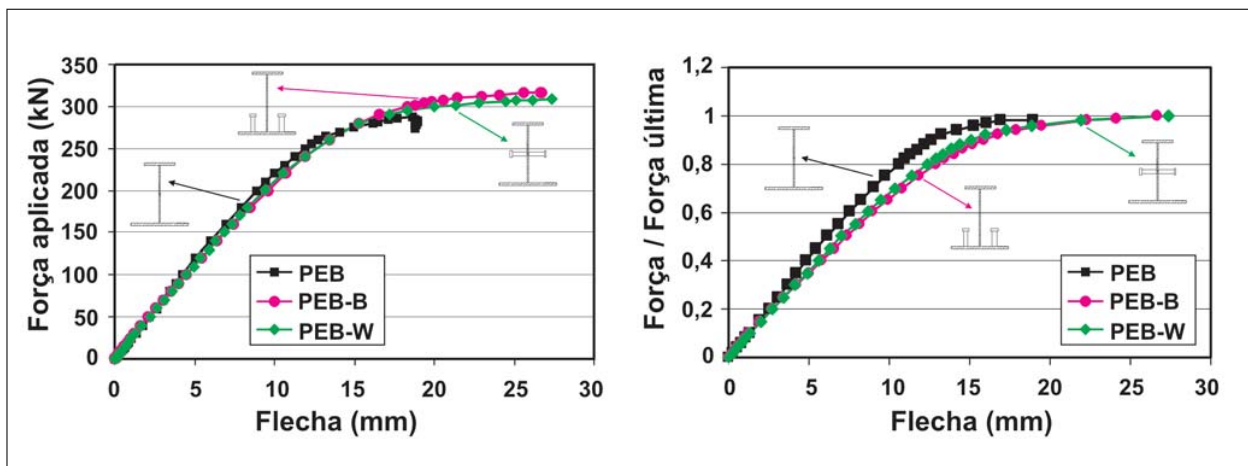 Força aplicada (kN)
350
300
250
200
150
100
50
0
PEB
PEB-B
PEB-W
0 5 10 15 20 25 30
Flecha (mm)
Força / Força última
1,2
1
0,8
0,6
0,4
0,2
0
PEB
PEB-B
PEB-W
0 5 10 15 20 25 30
Flecha (mm)